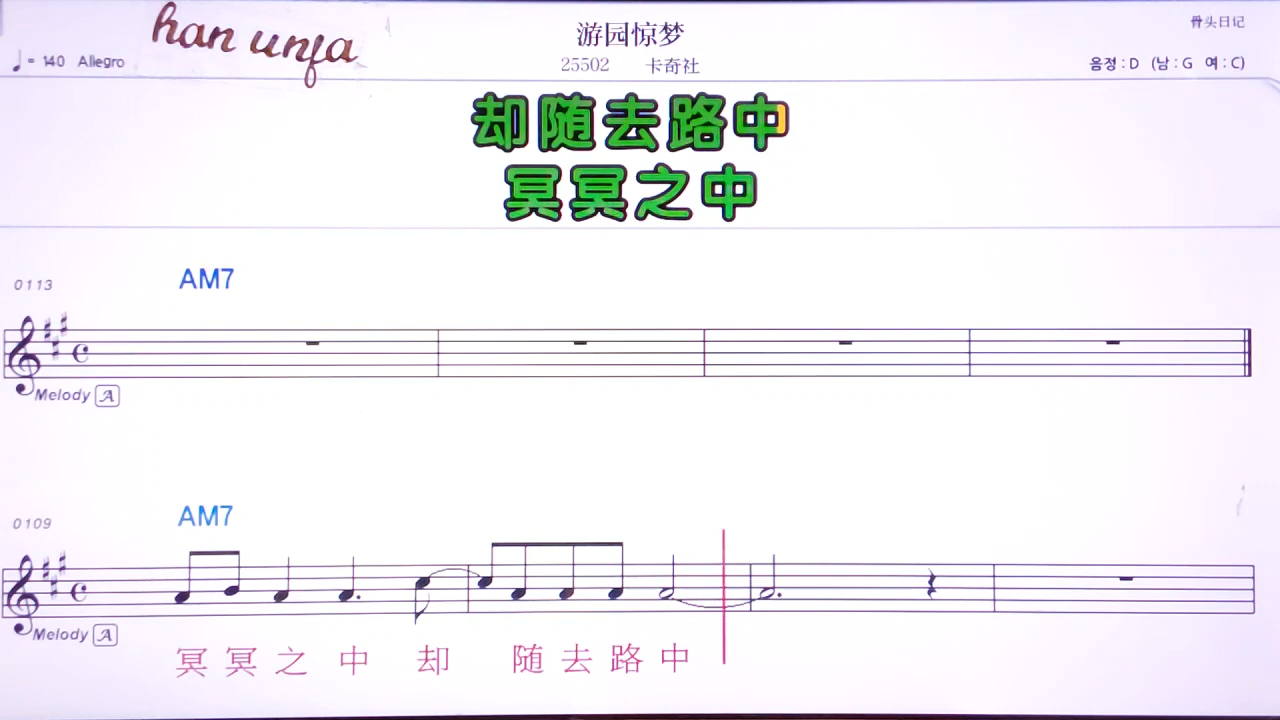 han unfa
游园惊梦
骨头日记
♩= 140 Allegro
25502 卡奇社
음정 : D (남 : G 여 : C)
却随去路中
冥冥之中
0113
AM7
Melody A
0109
AM7
Melody A
冥冥之 中 却 随去路中